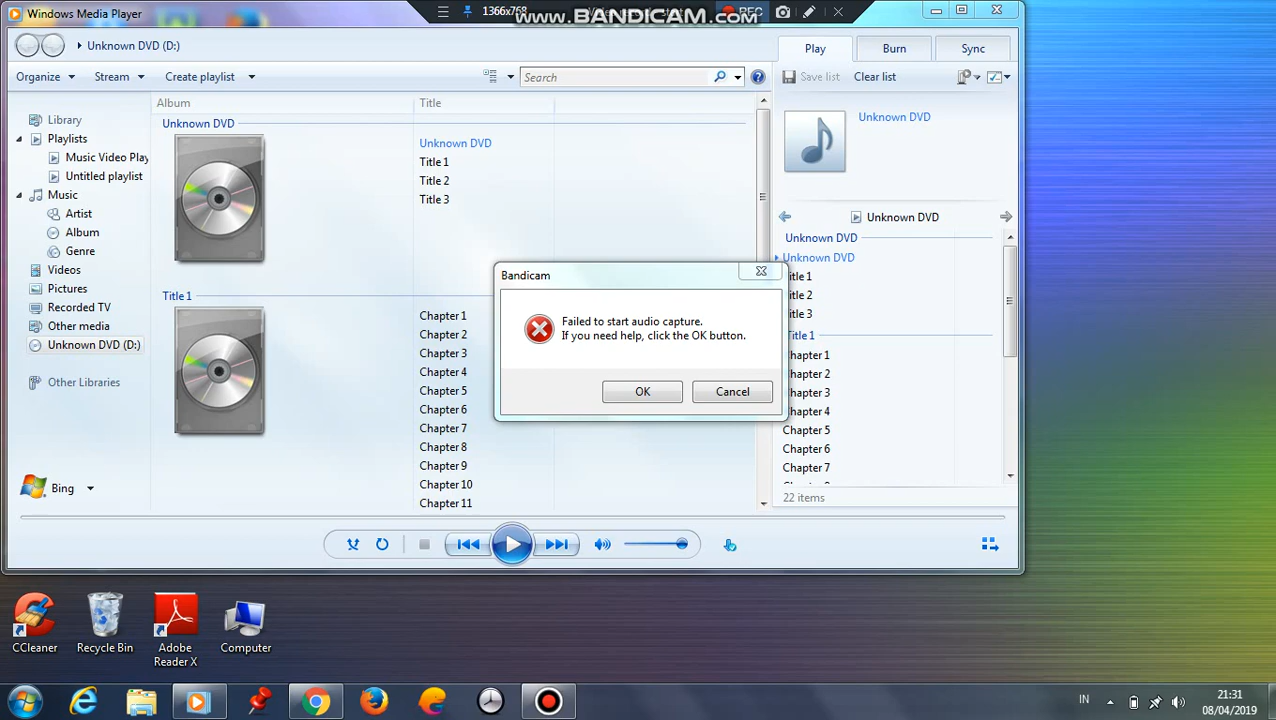 Windows Media Player
1366x768
REC
www.BANDICAM.com
Unknown DVD (D:)
Play
Burn
Sync
Organize
Stream
Create playlist
Search
Save list
Clear list
Album
Title
Library
Playlists
Music Video Play
Untitled playlist
Music
Artist
Album
Genre
Videos
Pictures
Recorded TV
Other media
Unknown DVD (D:)
Other Libraries
Bing
Unknown DVD
Unknown DVD
Title 1
Title 2
Title 3
Title 1
Chapter 1
Chapter 2
Chapter 3
Chapter 4
Chapter 5
Chapter 6
Chapter 7
Chapter 8
Chapter 9
Chapter 10
Chapter 11
Bandicam
Failed to start audio capture.
If you need help, click the OK button.
OK
Cancel
Unknown DVD
Unknown DVD
Unknown DVD
Unknown DVD
itle 1
itle 2
itle 3
itle 1
hapter 1
hapter 2
hapter 3
hapter 4
Chapter 5
Chapter 6
Chapter 7
22 items
CCleaner
Recycle Bin
Adobe
Reader X
Computer
IN
21:31
08/04/2019